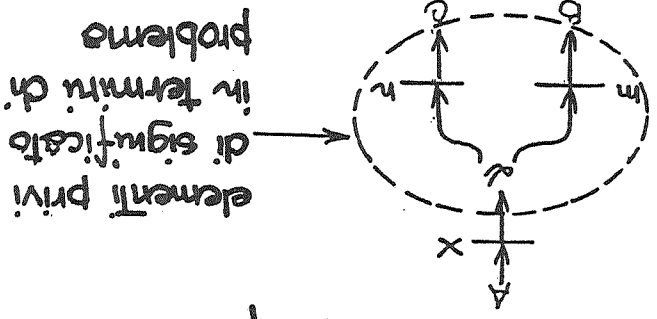 A
x
m
n
B
C
elementi privi
di significato
in termini di
problema